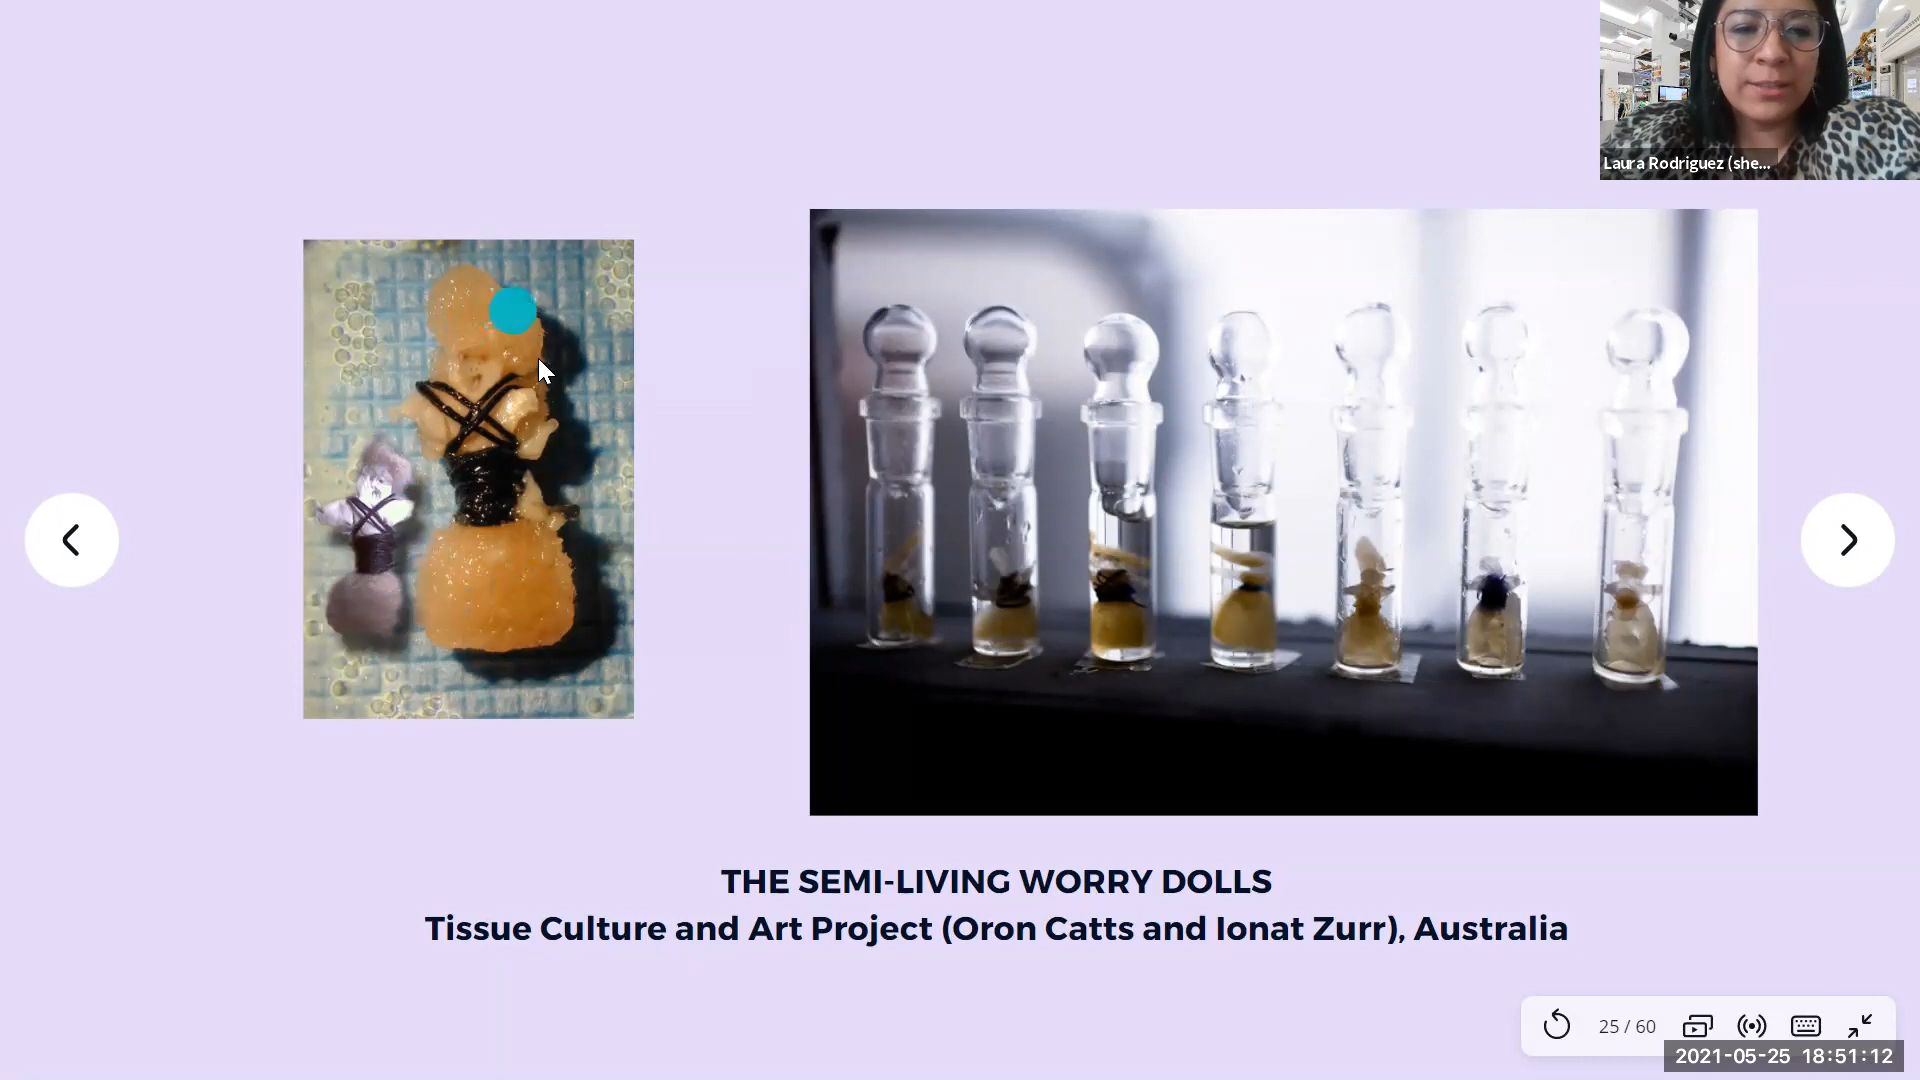 Laura Rodriguez (she...
THE SEMI-LIVING WORRY DOLLS
Tissue Culture and Art Project (Oron Catts and Ionat Zurr), Australia
25 / 60
2021-05-25 18:51:12